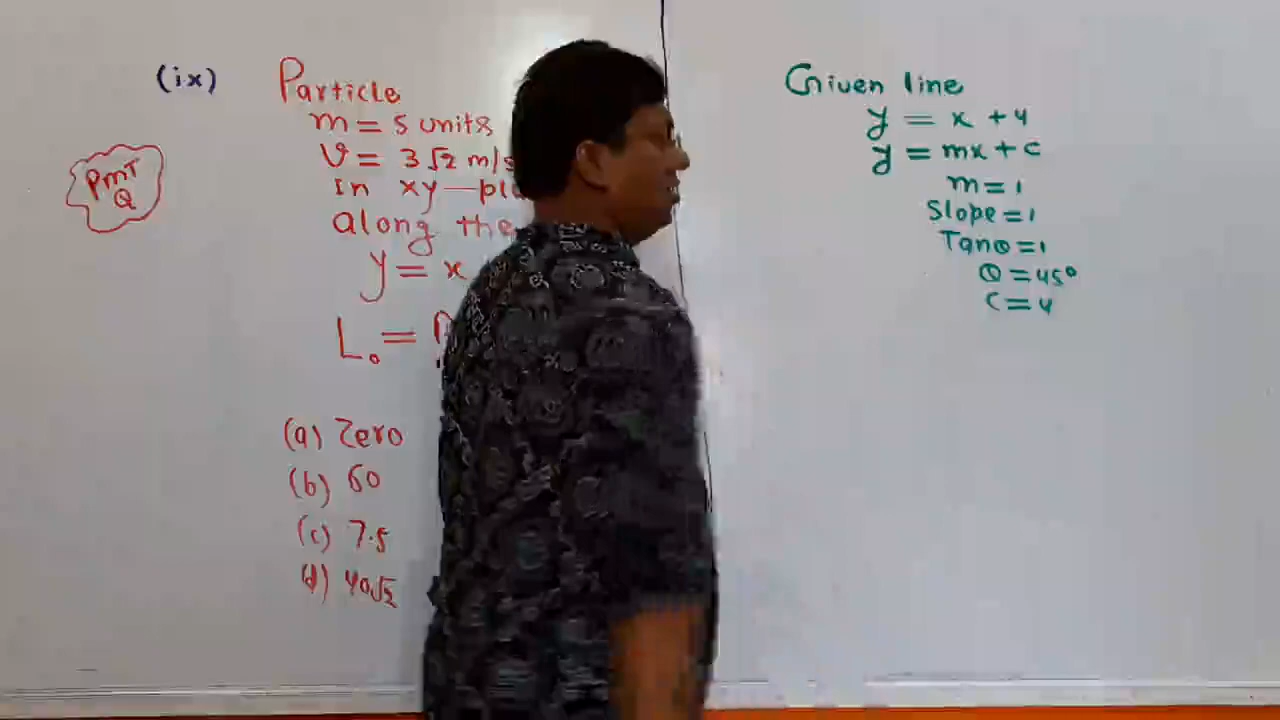 (ix)
Particle
m = 5 units
v = 3√2 m/s
In xy-pl
along the
y = x
L₀ =
PMT
Q
(a) Zero
(b) 60
(c) 7.5
(d) 40√2
Given line
y = x + 4
y = mx + c
m = 1
Slope = 1
Tanθ = 1
θ = 45°
c = 4